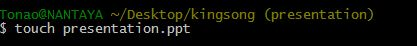 Tonao@NANTAYA ~/Desktop/kingsong (presentation)
$ touch presentation.ppt